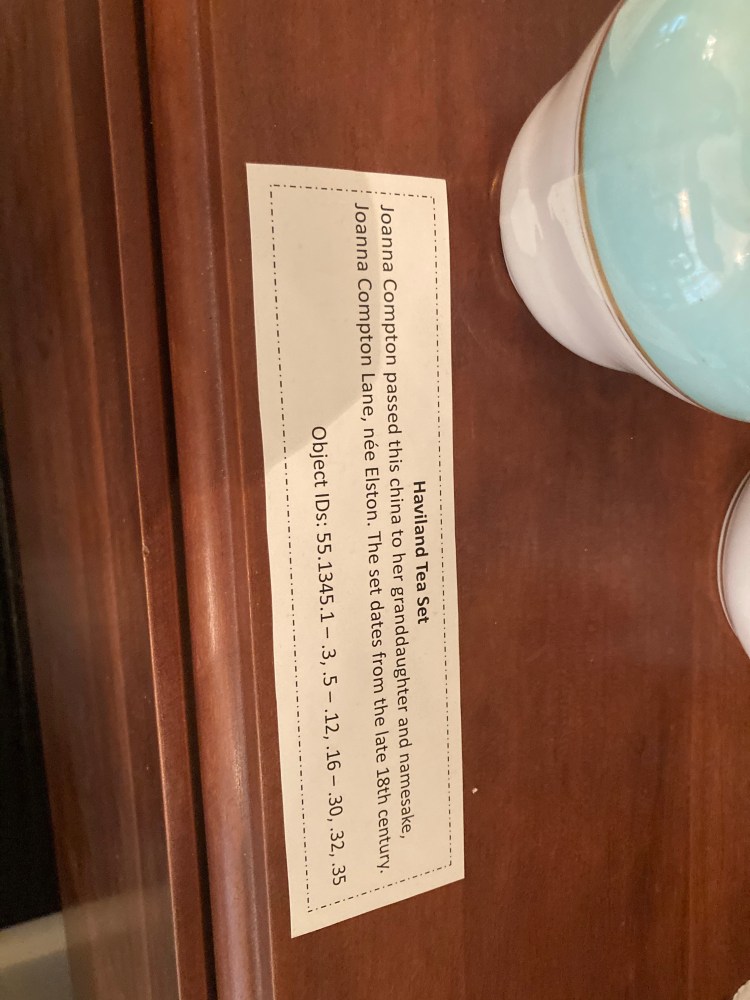 Haviland Tea Set
Joanna Compton passed this china to her granddaughter and namesake,
Joanna Compton Lane, née Elston. The set dates from the late 18th century.
Object IDs: 55.1345.1 – .3, .5 – .12, .16 – .30, .32, .35